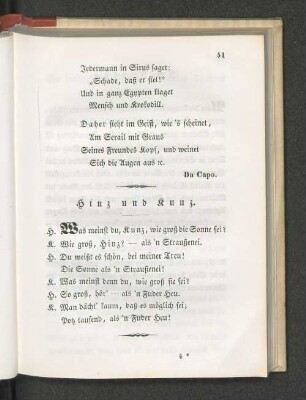 51
Jedermann in Sirus saget:
„Schade, daß er fiel!“
Und in ganz Egypten klaget
Mensch und Krokodill.
Daher sieht im Geist, wie 's scheinet,
Am Serail mit Graus
Seines Freundes Kopf, und weinet
Sich die Augen aus ꝛc.
Da Capo.
Hinz und Kunz.
H. Was meinst du, Kunz, wie groß die Sonne sei?
K. Wie groß, Hinz? – als 'n Straußenei.
H. Du weißt es schön, bei meiner Treu!
Die Sonne als 'n Straußenei!
K. Was meinst denn du, wie groß sie sei?
H. So groß, hör' – als 'n Fuder Heu.
K. Man dächt' kaum, daß es möglich sei;
Potz tausend, als 'n Fuder Heu!
4 *